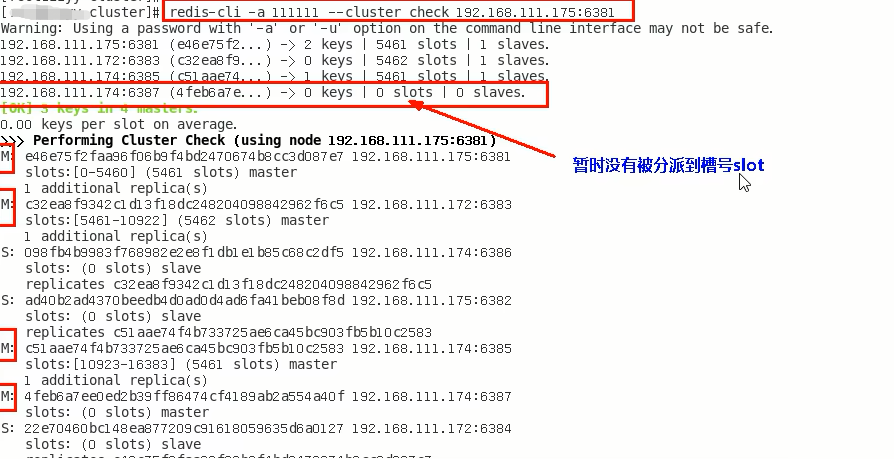 [ -cluster]# redis-cli -a 111111 --cluster check 192.168.111.175:6381
Warning: Using a password with '-a' or '-u' option on the command line interface may not be safe.
192.168.111.175:6381 (e46e75f2...) -> 2 keys | 5461 slots | 1 slaves.
192.168.111.172:6383 (c32ea8f9...) -> 0 keys | 5462 slots | 1 slaves.
192.168.111.174:6385 (c51aae74...) -> 1 keys | 5461 slots | 1 slaves.
192.168.111.174:6387 (4feb6a7e...) -> 0 keys | 0 slots | 0 slaves.
[OK] 3 keys in 4 masters.
0.00 keys per slot on average.
>>> Performing Cluster Check (using node 192.168.111.175:6381)
M: e46e75f2faa96f06b9f4bd2470674b8cc3d087e7 192.168.111.175:6381
slots:[0-5460] (5461 slots) master
1 additional replica(s)
暂时没有被分派到槽号slot
M: c32ea8f9342c1d13f18dc248204098842962f6c5 192.168.111.172:6383
slots:[5461-10922] (5462 slots) master
1 additional replica(s)
S: 098fb4b9983f768982e2e8f1db1e1b85c68c2df5 192.168.111.174:6386
slots: (0 slots) slave
replicates c32ea8f9342c1d13f18dc248204098842962f6c5
S: ad40b2ad4370beedb4d0ad0d4ad6fa41beb08f8d 192.168.111.175:6382
slots: (0 slots) slave
replicates c51aae74f4b733725ae6ca45bc903fb5b10c2583
M: c51aae74f4b733725ae6ca45bc903fb5b10c2583 192.168.111.174:6385
slots:[10923-16383] (5461 slots) master
1 additional replica(s)
M: 4feb6a7ee0ed2b39ff86474cf4189ab2a554a40f 192.168.111.174:6387
slots: (0 slots) master
S: 22e70460bc148ea877209c91618059635d6a0127 192.168.111.172:6384
slots: (0 slots) slave